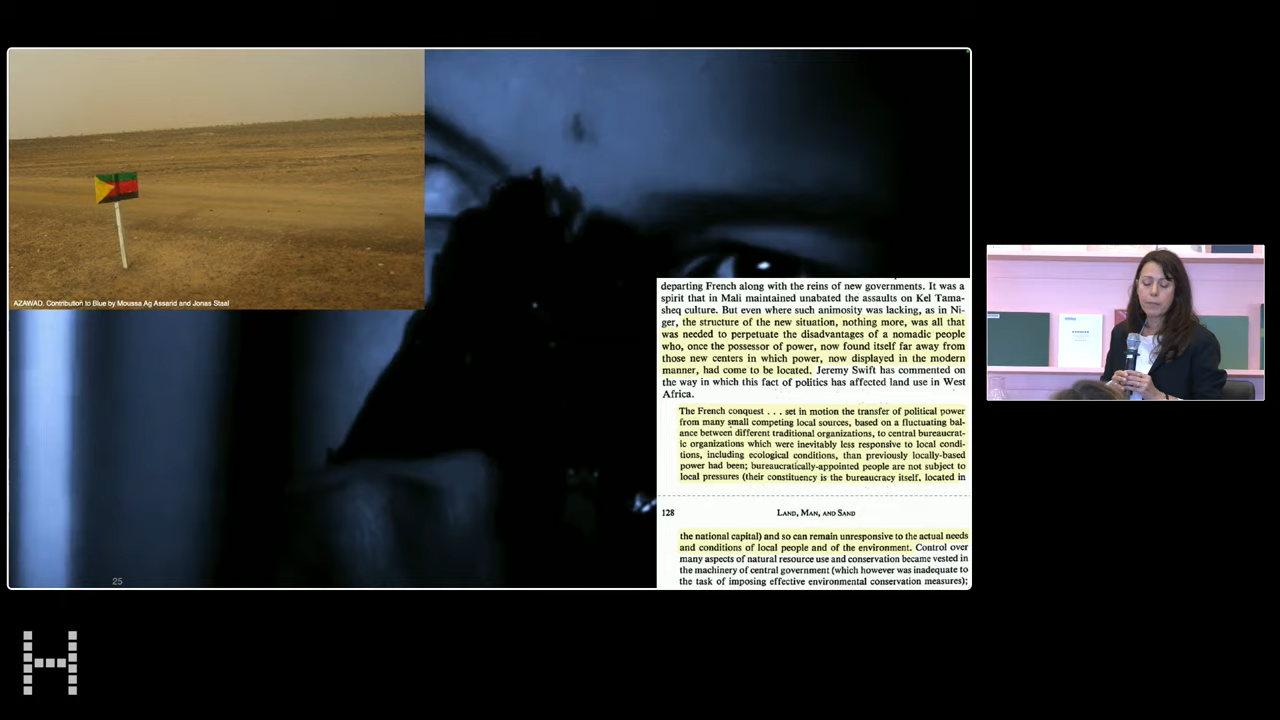 AZAWAD. Contribution to Blue by Moussa Ag Assarid and Jonas Staal
departing French along with the reins of new governments. It was a
spirit that in Mali maintained unabated the assaults on Kel Tama-
sheq culture. But even where such animosity was lacking, as in Ni-
ger, the structure of the new situation, nothing more, was all that
was needed to perpetuate the disadvantages of a nomadic people
who, once the possessor of power, now found itself far away from
those new centers in which power, now displayed in the modern
manner, had come to be located. Jeremy Swift has commented on
the way in which this fact of politics has affected land use in West
Africa.
The French conquest . . . set in motion the transfer of political power
from many small competing local sources, based on a fluctuating bal-
ance between different traditional organizations, to central bureaucrat-
ic organizations which were inevitably less responsive to local condi-
tions, including ecological conditions, than previously locally-based
power had been; bureaucratically-appointed people are not subject to
local pressures (their constituency is the bureaucracy itself, located in
128 LAND, MAN, AND SAND
the national capital) and so can remain unresponsive to the actual needs
and conditions of local people and of the environment. Control over
many aspects of natural resource use and conservation became vested in
the machinery of central government (which however was inadequate to
the task of imposing effective environmental conservation measures);
25
H